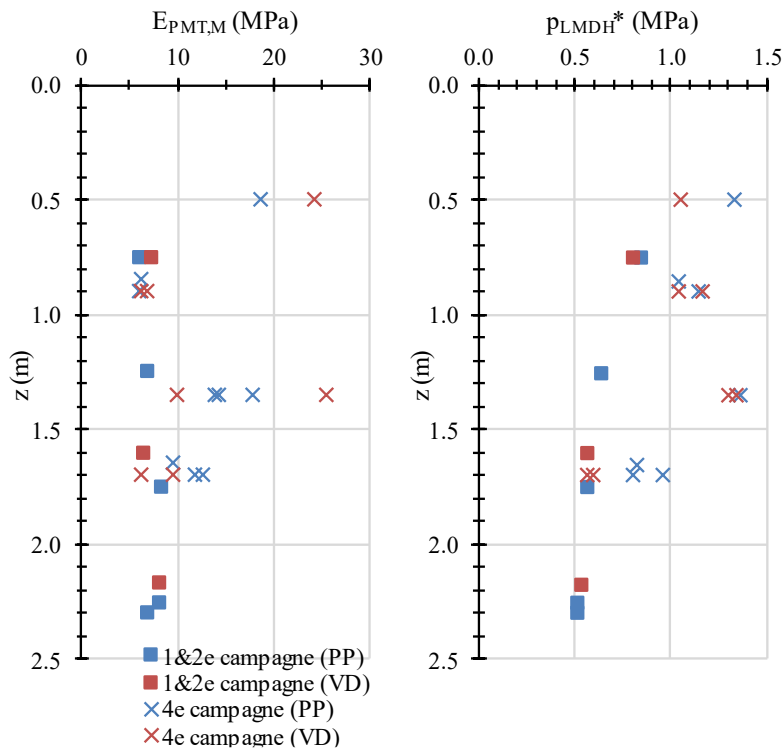 E_PMT,M (MPa)
p_LMDH* (MPa)
0 10 20 30
0.0 0.5 1.0 1.5
0.0
0.5
1.0
1.5
2.0
2.5
z (m)
0.0
0.5
1.0
1.5
2.0
2.5
z (m)
1&2e campagne (PP)
1&2e campagne (VD)
4e campagne (PP)
4e campagne (VD)